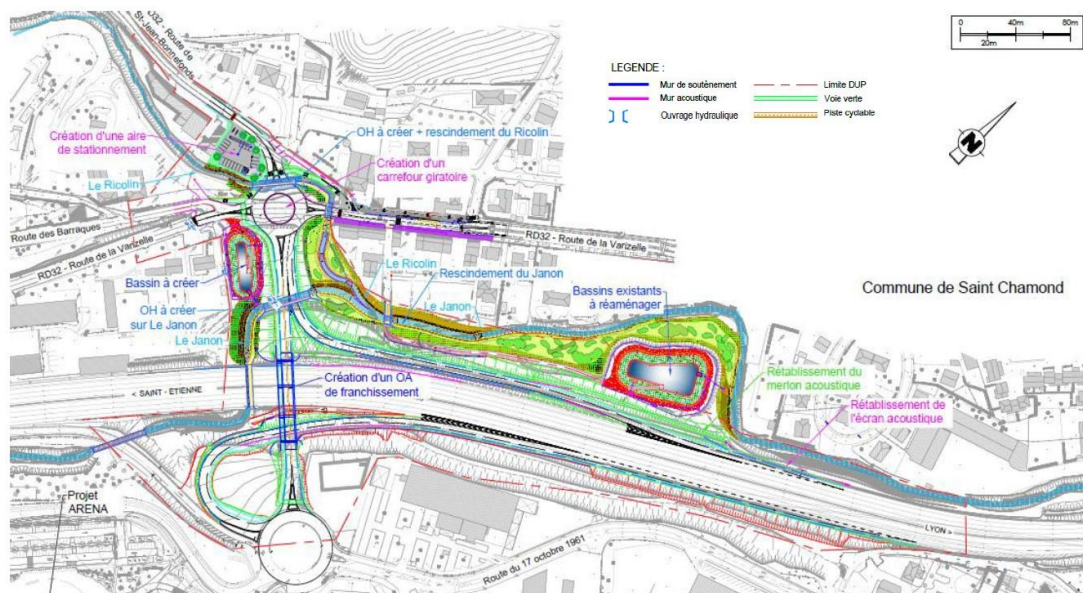 0 40m 80m
20m
LEGENDE :
Mur de soutènement
Limite DUP
Mur acoustique
Voie verte
Ouvrage hydraulique
Piste cyclable
RD32 - Route de
St-Jean-Bonnefonds
OH à créer + rescindement du Ricolin
Création d'une aire
de stationnement
Création d'un
carrefour giratoire
Le Ricolin
Route des Barraques
RD32 - Route de la Varizelle
RD32 - Route de la Varizelle
Le Ricolin
Rescindement du Janon
Bassin à créer
Bassins existants
à réaménager
Commune de Saint Chamond
OH à créer
sur Le Janon
Le Janon
Le Janon
Rétablissement du
merlon acoustique
Création d'un OA
de franchissement
< SAINT - ETIENNE
Rétablissement de
l'écran acoustique
Projet
ARENA
LYON >
Route du 17 octobre 1961
N